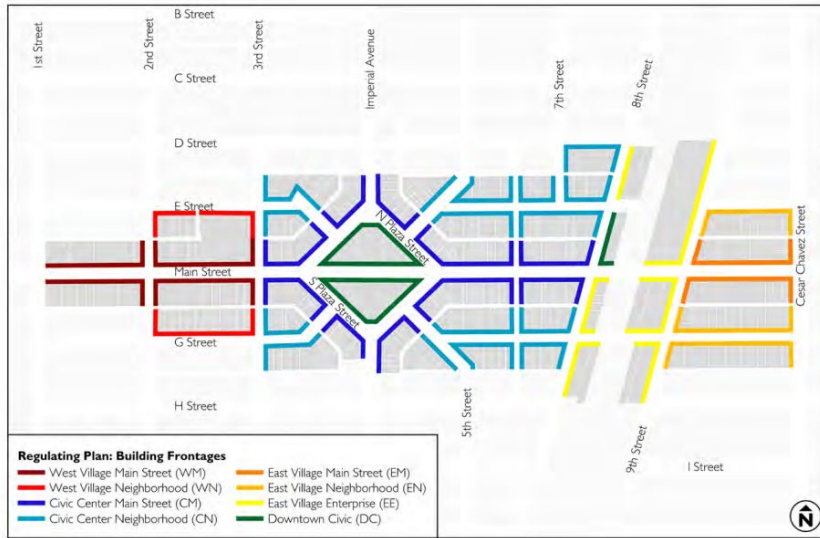 B Street
1st Street
2nd Street
3rd Street
Imperial Avenue
C Street
7th Street
8th Street
D Street
E Street
N Plaza Street
Main Street
S Plaza Street
Cesar Chavez Street
G Street
H Street
5th Street
9th Street
I Street
Regulating Plan: Building Frontages
West Village Main Street (WM)
East Village Main Street (EM)
West Village Neighborhood (WN)
East Village Neighborhood (EN)
Civic Center Main Street (CM)
East Village Enterprise (EE)
Civic Center Neighborhood (CN)
Downtown Civic (DC)
N